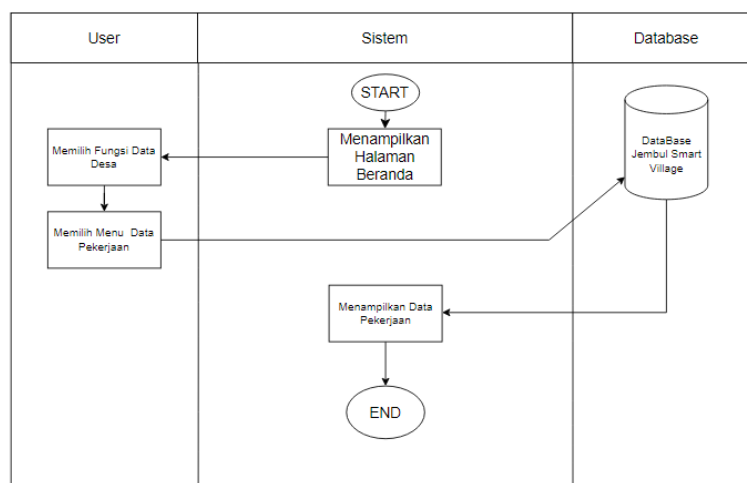 User
Sistem
Database
START
Menampilkan
Halaman
Beranda
Memilih Fungsi Data
Desa
DataBase
Jembul Smart
Village
Memilih Menu Data
Pekerjaan
Menampilkan Data
Pekerjaan
END